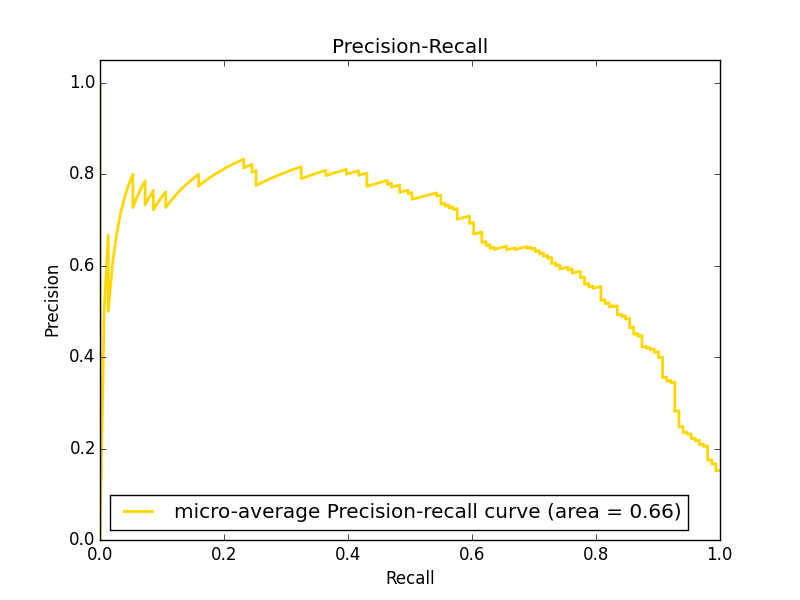 Precision-Recall
1.0
0.8
0.6
0.4
0.2
0.0
Precision
micro-average Precision-recall curve (area = 0.66)
0.0 0.2 0.4 0.6 0.8 1.0
Recall